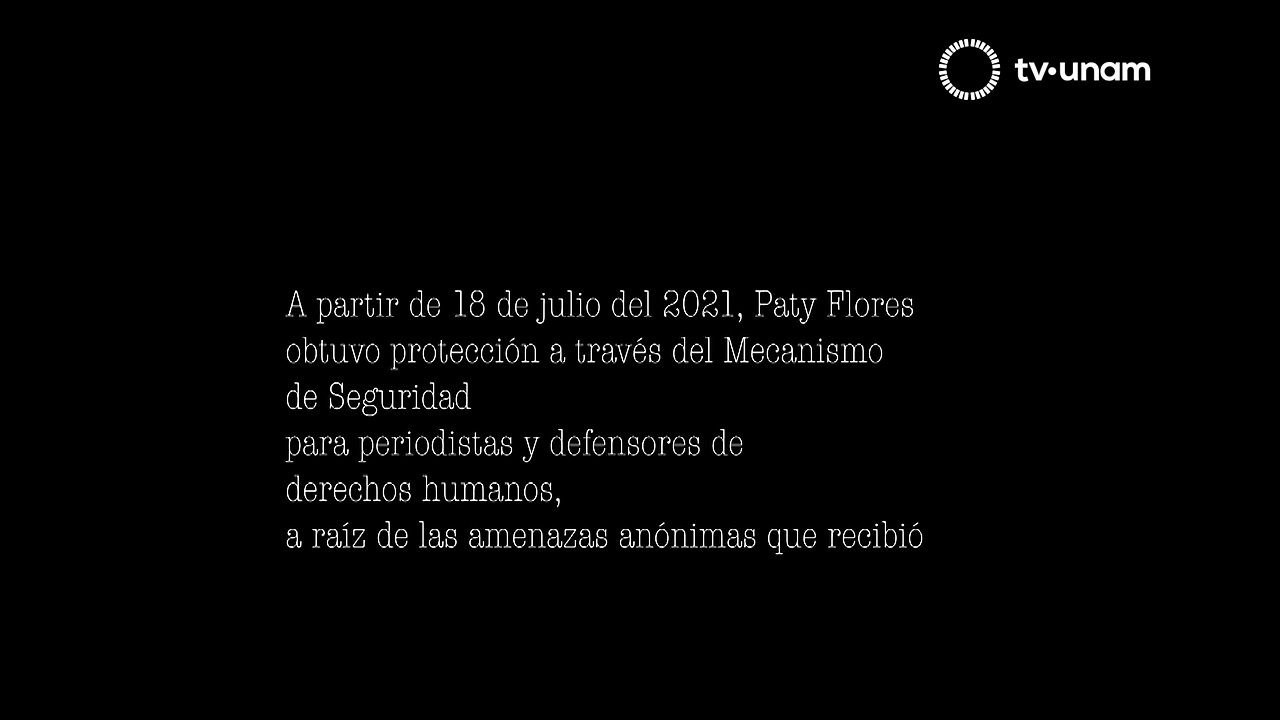 tv•unam
A partir de 18 de julio del 2021, Paty Flores
obtuvo protección a través del Mecanismo
de Seguridad
para periodistas y defensores de
derechos humanos,
a raíz de las amenazas anónimas que recibió